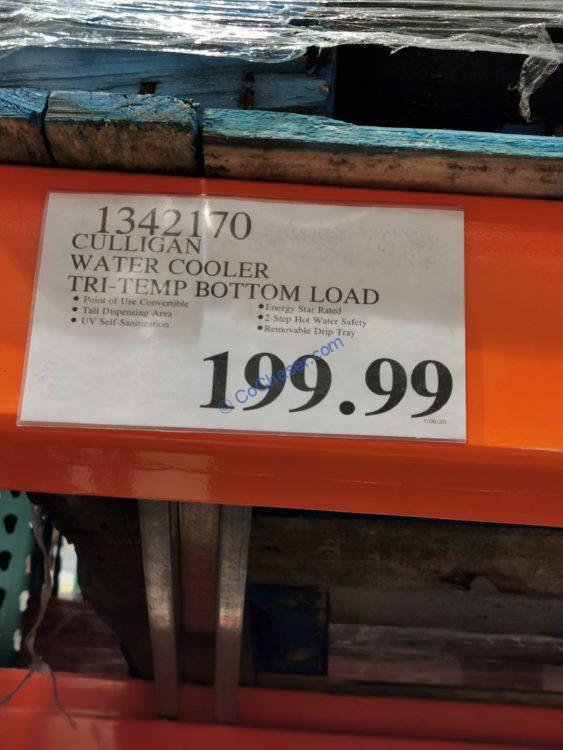 1342170
CULLIGAN
WATER COOLER
TRI-TEMP BOTTOM LOAD
• Point of Use Convertible
• Tall Dispensing Area
• UV Self-Sanitization
• Energy Star Rated
• 2-Step Hot Water Safety
• Removable Drip Tray
199.99
© CoChaser.com
1/06/20